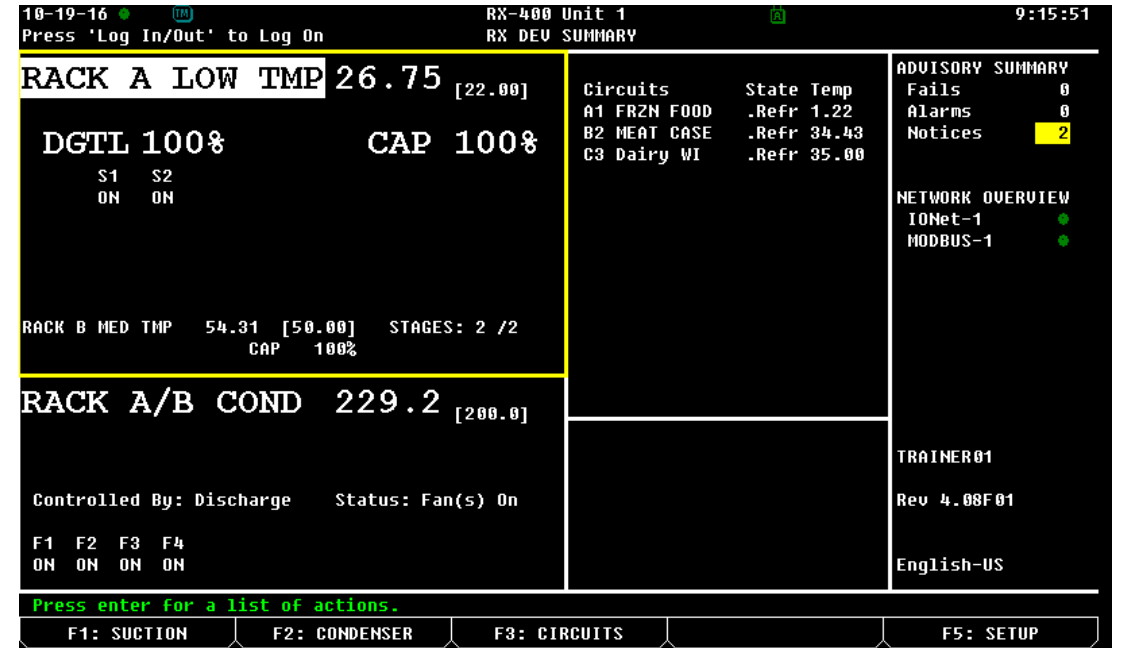 10-19-16 TM RX-400 Unit 1 A 9:15:51
Press 'Log In/Out' to Log On RX DEV SUMMARY
RACK A LOW TMP 26.75 [22.00]
DGTL 100% CAP 100%
S1 S2
ON ON
RACK B MED TMP 54.31 [50.00] STAGES: 2 /2
CAP 100%
RACK A/B COND 229.2 [200.0]
Controlled By: Discharge Status: Fan(s) On
F1 F2 F3 F4
ON ON ON ON
Circuits State Temp
A1 FRZN FOOD .Refr 1.22
B2 MEAT CASE .Refr 34.43
C3 Dairy WI .Refr 35.00
ADVISORY SUMMARY
Fails 0
Alarms 0
Notices 2
NETWORK OVERVIEW
IONet-1
MODBUS-1
TRAINER01
Rev 4.08F01
English-US
Press enter for a list of actions.
F1: SUCTION F2: CONDENSER F3: CIRCUITS F5: SETUP